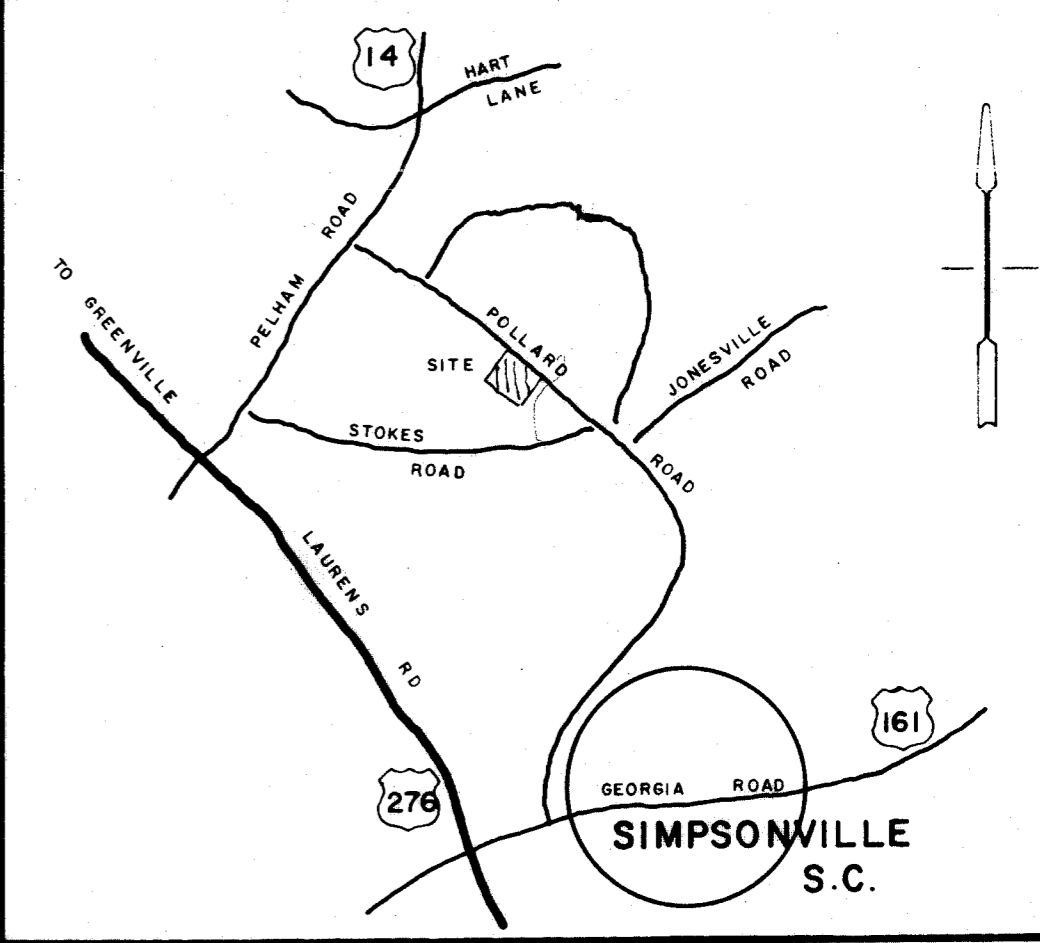 14
HART
LANE
PELHAM ROAD
TO GREENVILLE
POLLARD
SITE
JONESVILLE
ROAD
STOKES
ROAD
ROAD
LAURENS
RD
161
276
GEORGIA ROAD
SIMPSONVILLE
S.C.